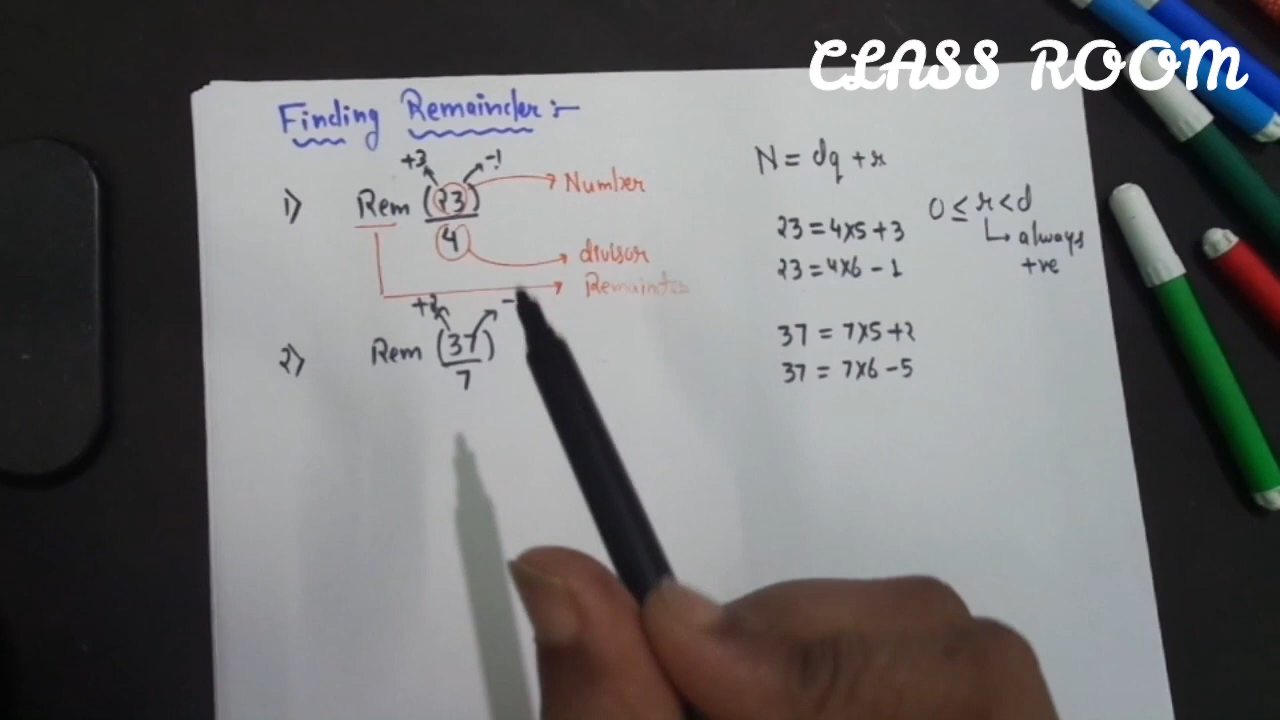 CLASS ROOM
Finding Remainder :-
+3 -1
1) Rem (23) → Number
4 → divisor
→ Remainder
+2 -
2) Rem (37)
7
N = dq + r
0 ≤ r < d
↳ always
+ve
23 = 4x5 + 3
23 = 4x6 - 1
37 = 7x5 + 2
37 = 7x6 - 5